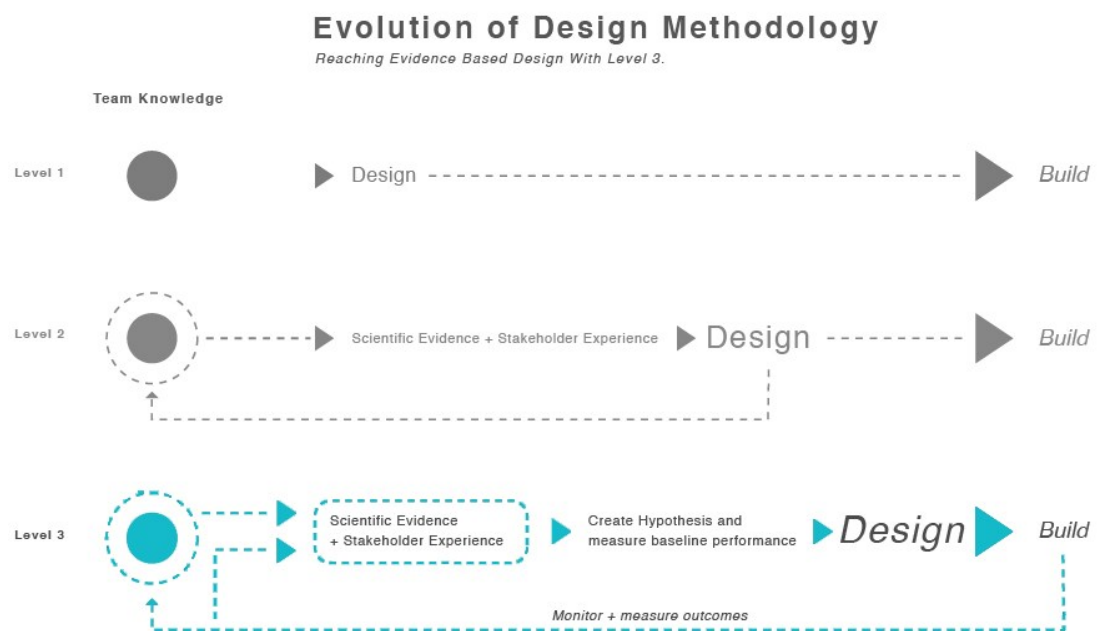 Evolution of Design Methodology
Reaching Evidence Based Design With Level 3.
Team Knowledge
Level 1
Design
Build
Level 2
Scientific Evidence + Stakeholder Experience
Design
Build
Level 3
Scientific Evidence
+ Stakeholder Experience
Create Hypothesis and
measure baseline performance
Design
Build
Monitor + measure outcomes